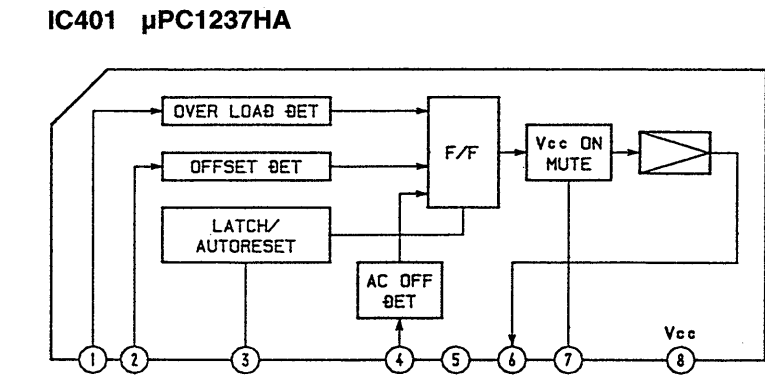 IC401 µPC1237HA
OVER LOAD DET
OFFSET DET
LATCH/
AUTORESET
F/F
Vcc ON
MUTE
AC OFF
DET
Vcc
1 2 3 4 5 6 7 8